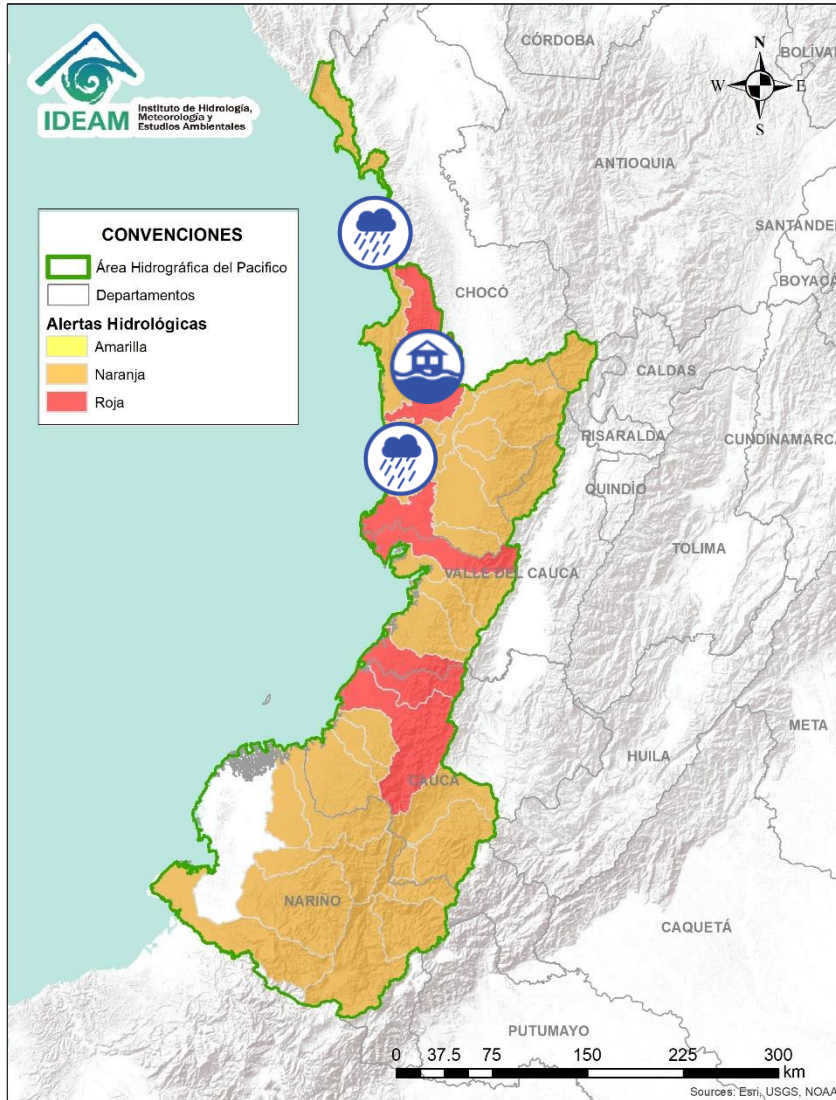 IDEAM
Instituto de Hidrología,
Meteorología y
Estudios Ambientales
CÓRDOBA
BOLÍVAR
N
W
E
S
ANTIOQUIA
SANTANDER
BOYACÁ
CONVENCIONES
Área Hidrográfica del Pacifico
Departamentos
Alertas Hidrológicas
Amarilla
Naranja
Roja
CHOCÓ
CALDAS
RISARALDA
CUNDINAMARCA
QUINDÍO
TOLIMA
VALLE DEL CAUCA
META
HUILA
CAUCA
NARIÑO
CAQUETÁ
PUTUMAYO
0 37.5 75 150 225 300
km
Sources: Esri, USGS, NOAA